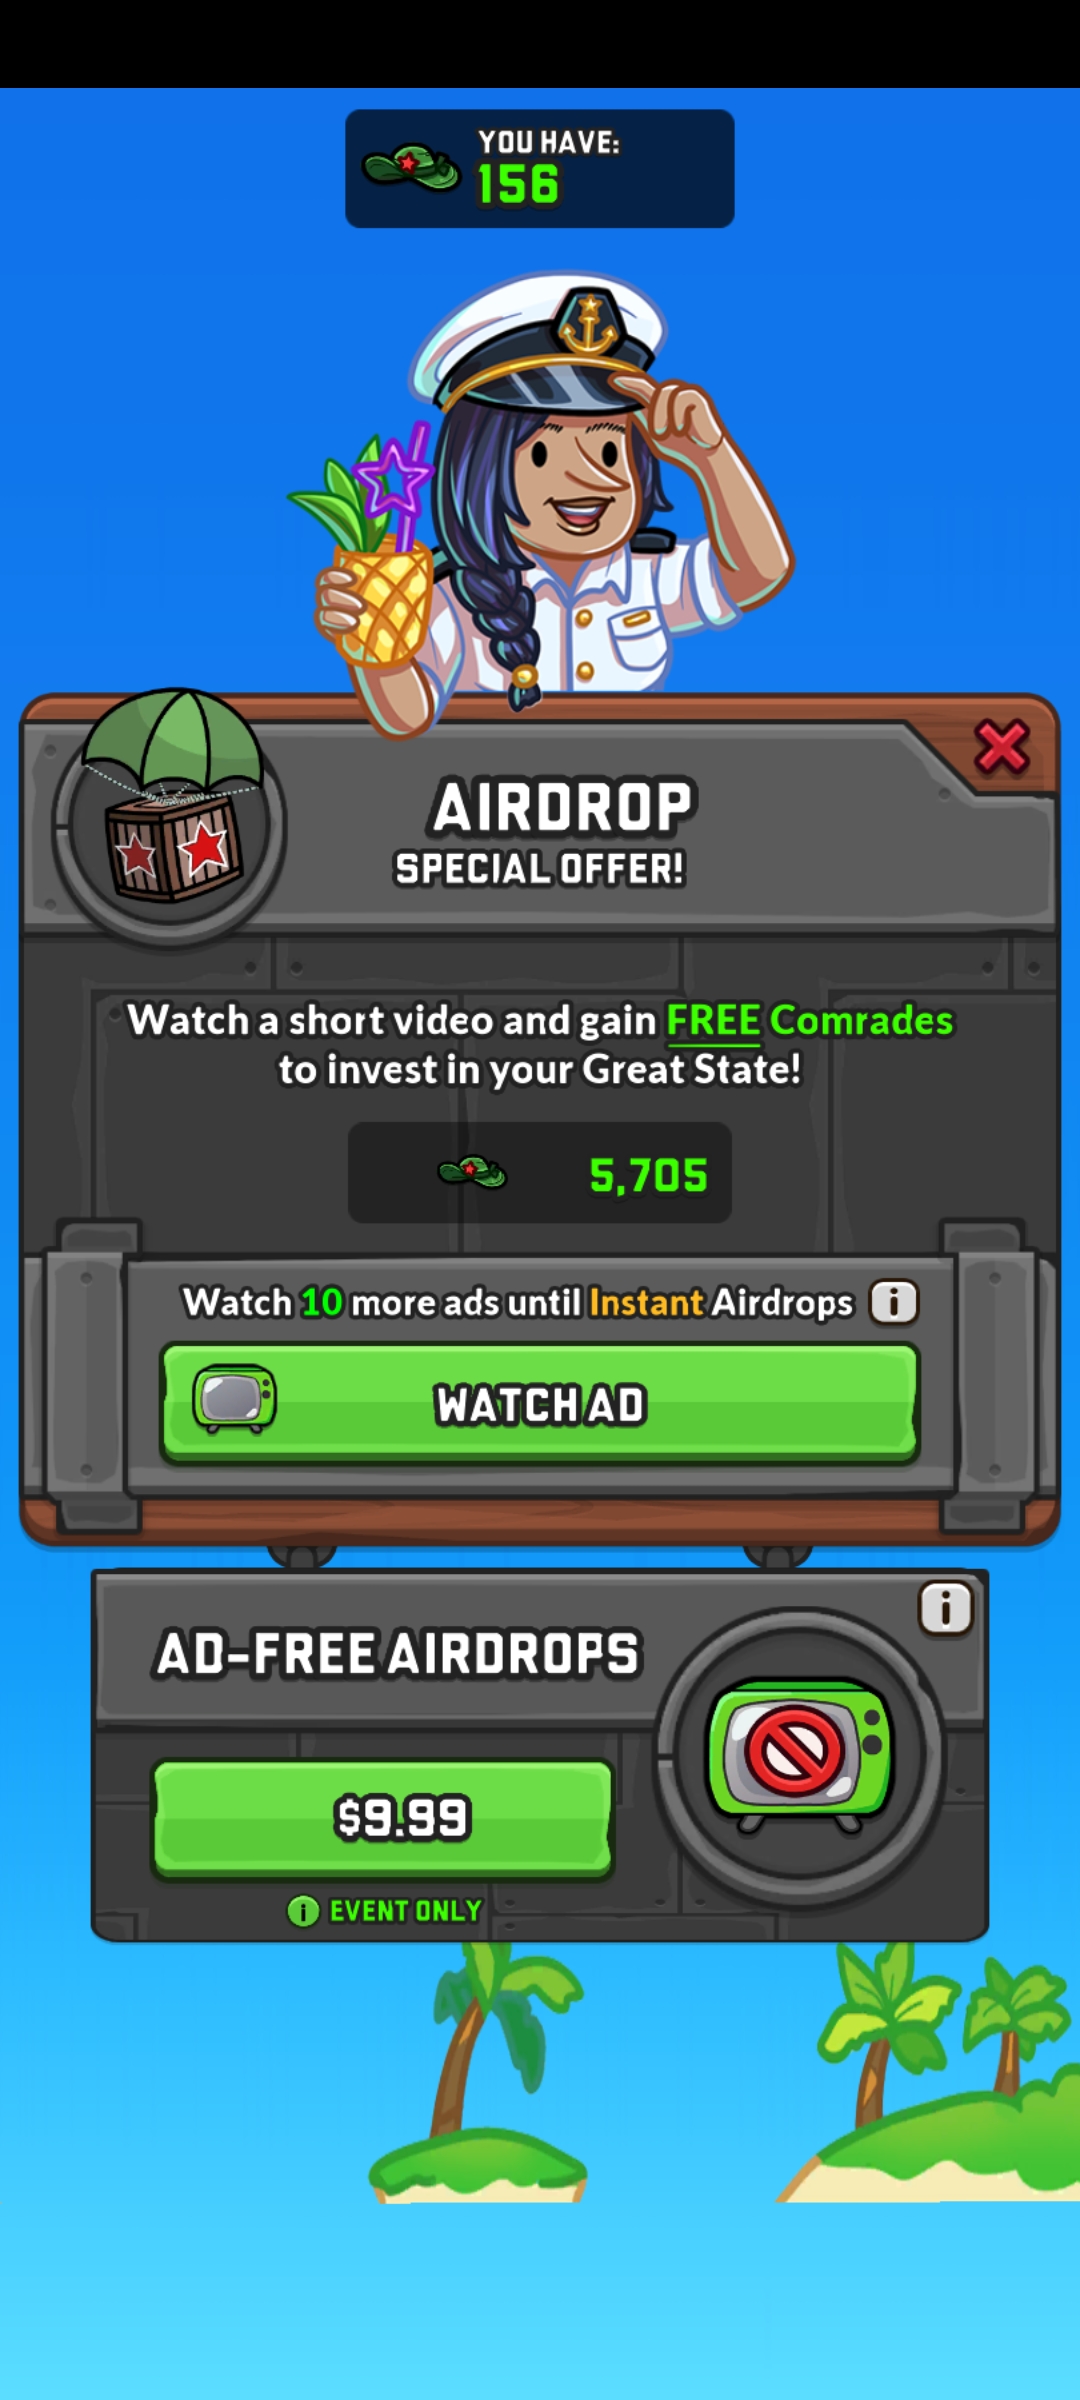 YOU HAVE:
156
AIRDROP
SPECIAL OFFER!
Watch a short video and gain FREE Comrades
to invest in your Great State!
5,705
Watch 10 more ads until Instant Airdrops i
WATCH AD
i
AD-FREE AIRDROPS
$9.99
i EVENT ONLY